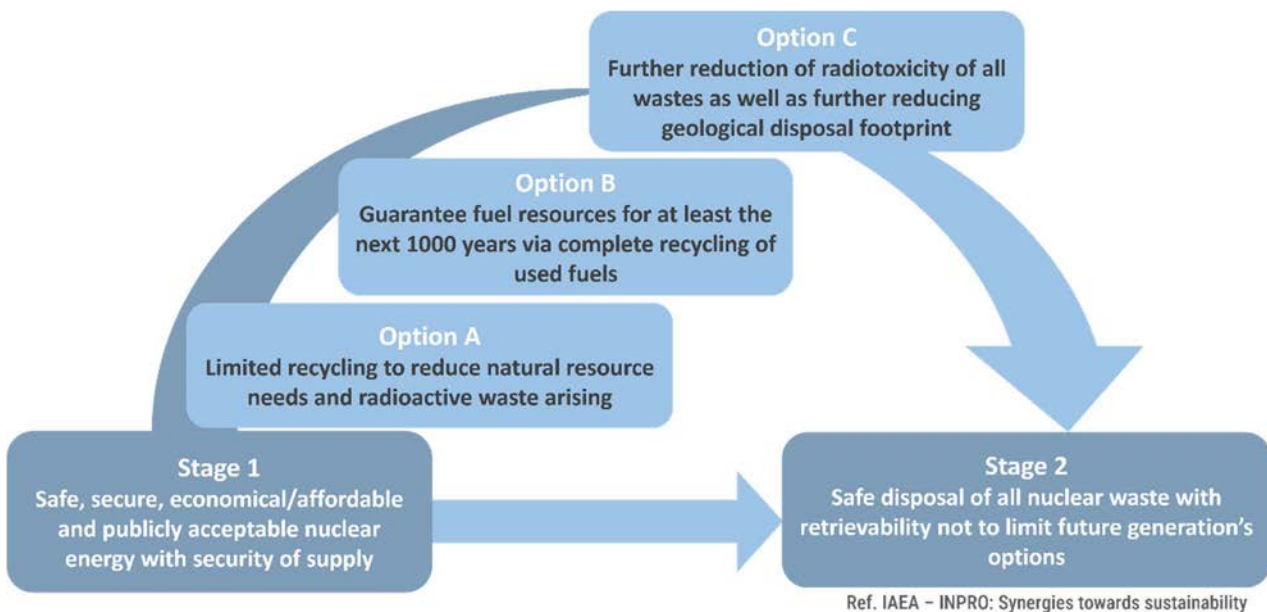 Option C
Further reduction of radiotoxicity of all
wastes as well as further reducing
geological disposal footprint
Option B
Guarantee fuel resources for at least the
next 1000 years via complete recycling of
used fuels
Option A
Limited recycling to reduce natural resource
needs and radioactive waste arising
Stage 1
Safe, secure, economical/affordable
and publicly acceptable nuclear
energy with security of supply
Stage 2
Safe disposal of all nuclear waste with
retrievability not to limit future generation's
options
Ref. IAEA – INPRO: Synergies towards sustainability